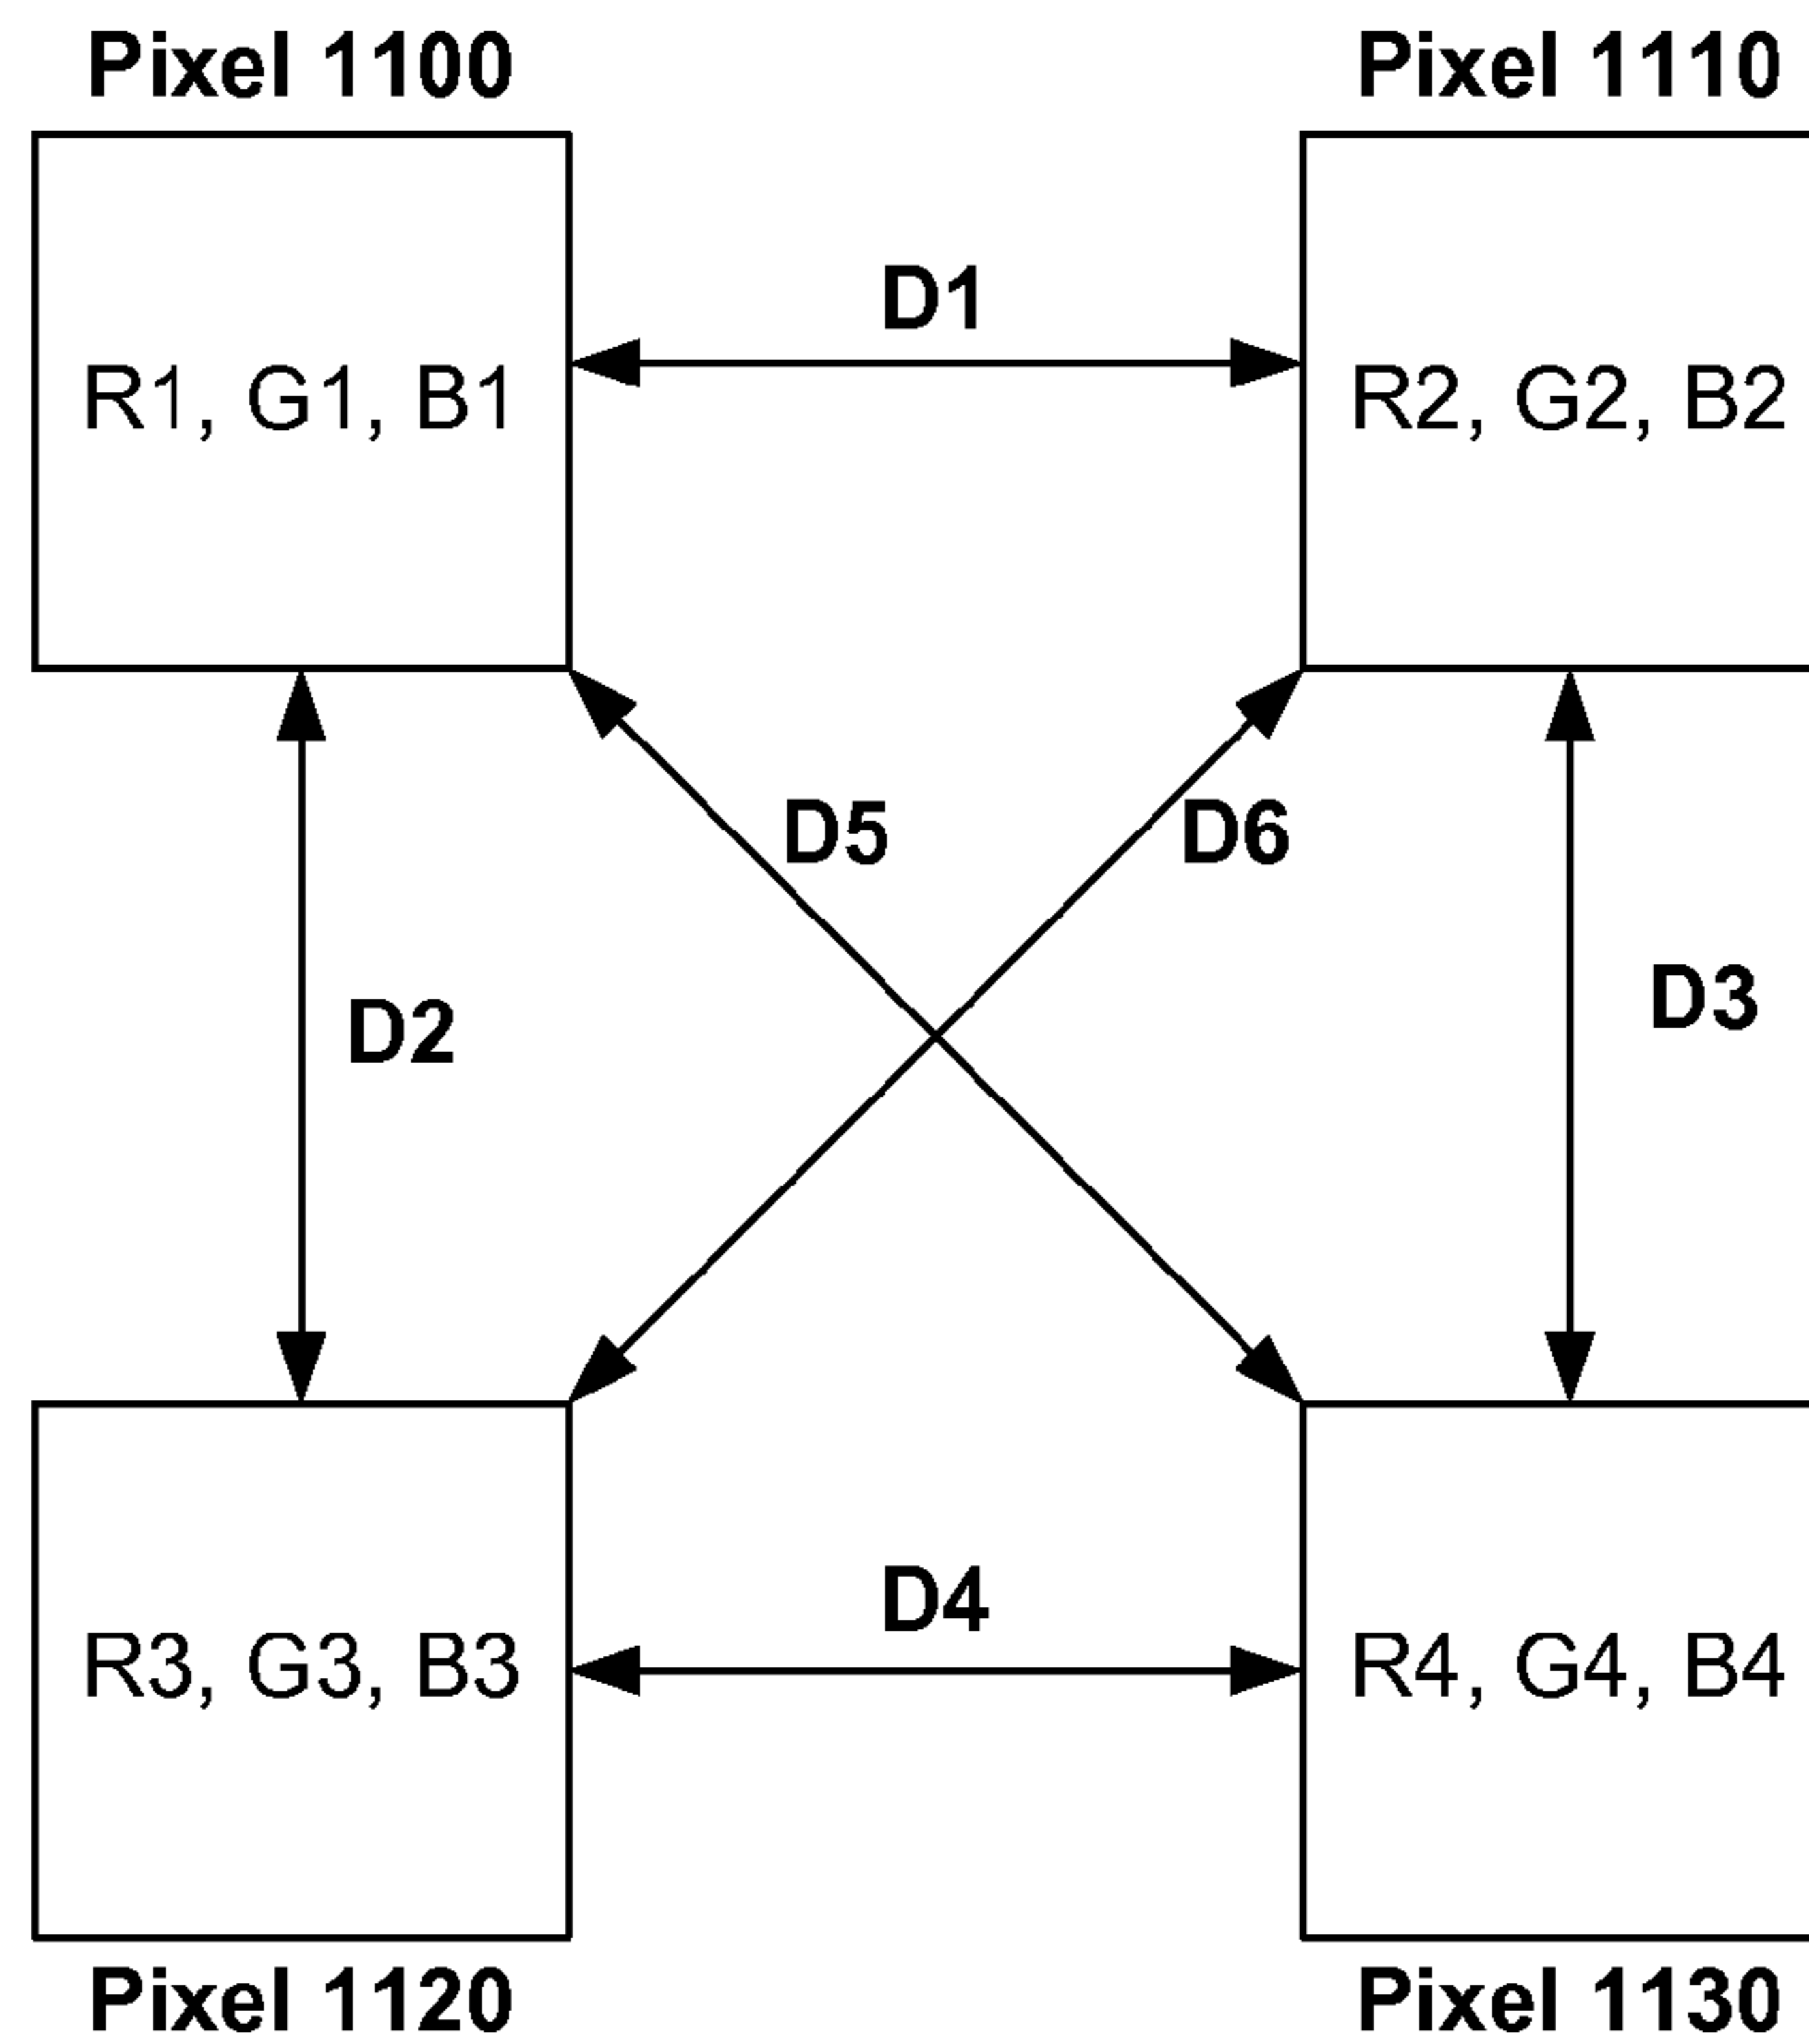 Pixel 1100
Pixel 1110
D1
R1, G1, B1
R2, G2, B2
D5
D6
D2
D3
D4
R3, G3, B3
R4, G4, B4
Pixel 1120
Pixel 1130